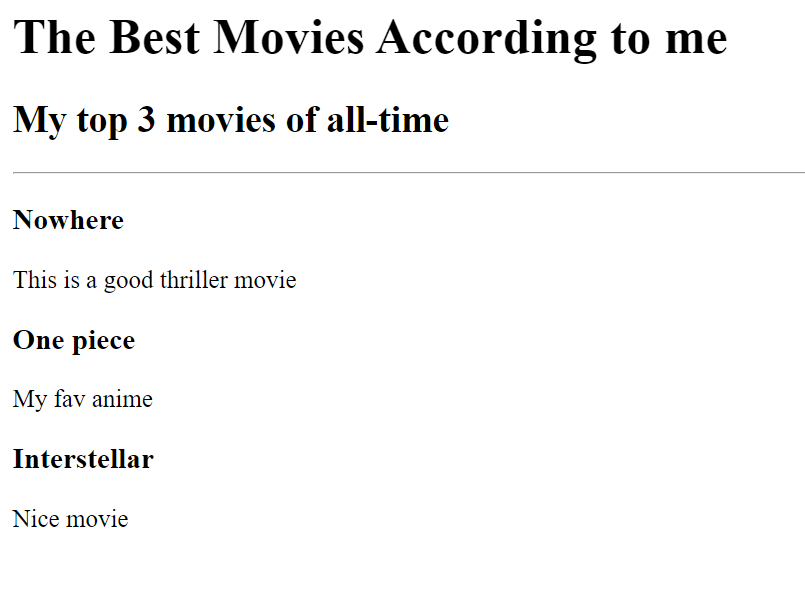 The Best Movies According to me
My top 3 movies of all-time
Nowhere
This is a good thriller movie
One piece
My fav anime
Interstellar
Nice movie